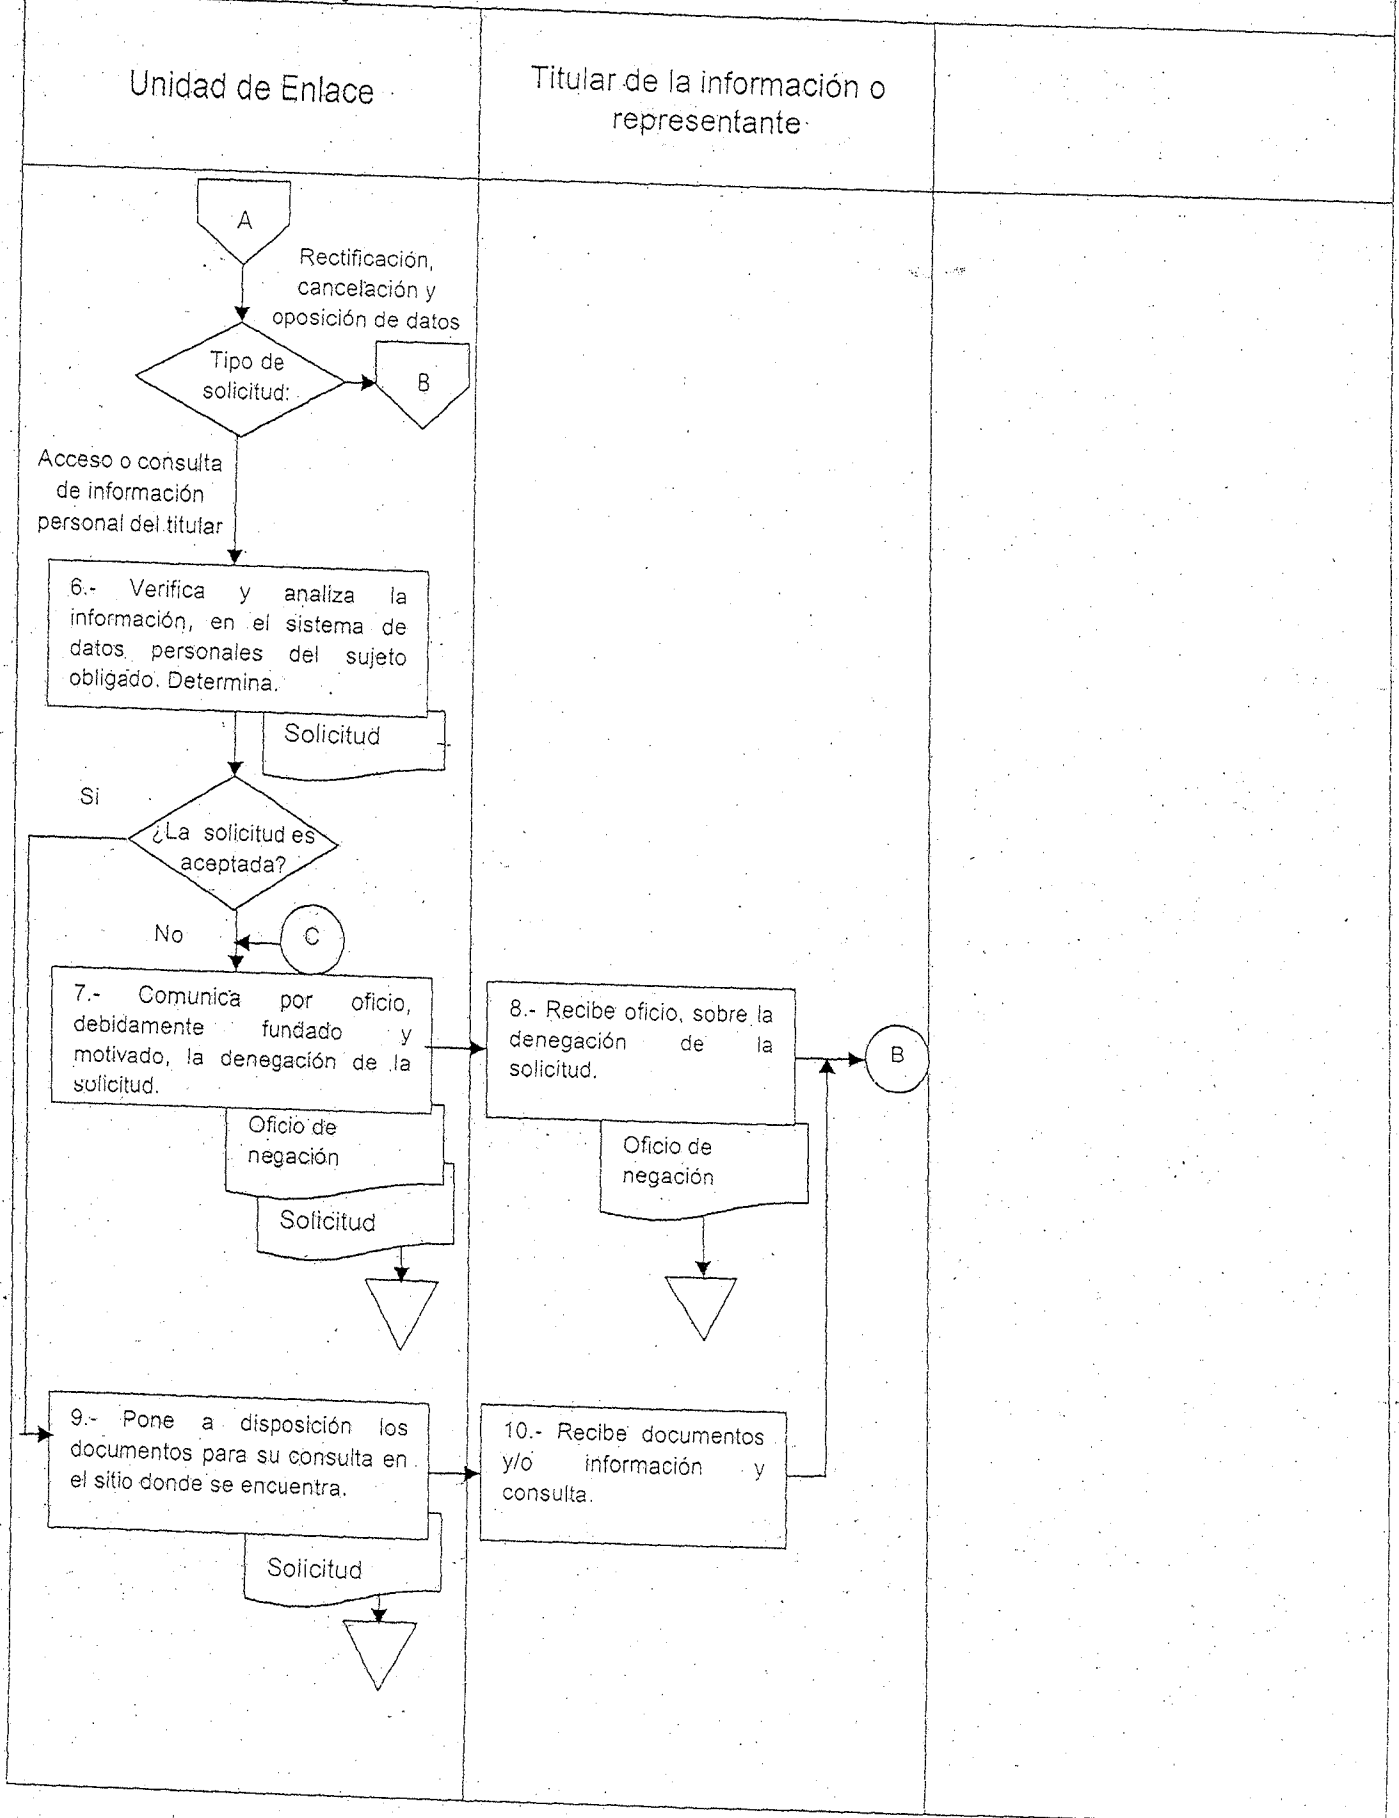 Unidad de Enlace
Titular de la información o
representante
A
Rectificación,
cancelación y
oposición de datos
Tipo de
solicitud:
B
Acceso o consulta
de información
personal del titular
6.- Verifica y analiza la
información, en el sistema de
datos personales del sujeto
obligado. Determina.
Solicitud
Si
¿La solicitud es
aceptada?
No
C
7.- Comunica por oficio,
debidamente fundado y
motivado, la denegación de la
solicitud.
8.- Recibe oficio, sobre la
denegación de la
solicitud.
B
Oficio de
negación
Solicitud
Oficio de
negación
9.- Pone a disposición los
documentos para su consulta en
el sitio donde se encuentra.
10.- Recibe documentos
y/o información y
consulta.
Solicitud